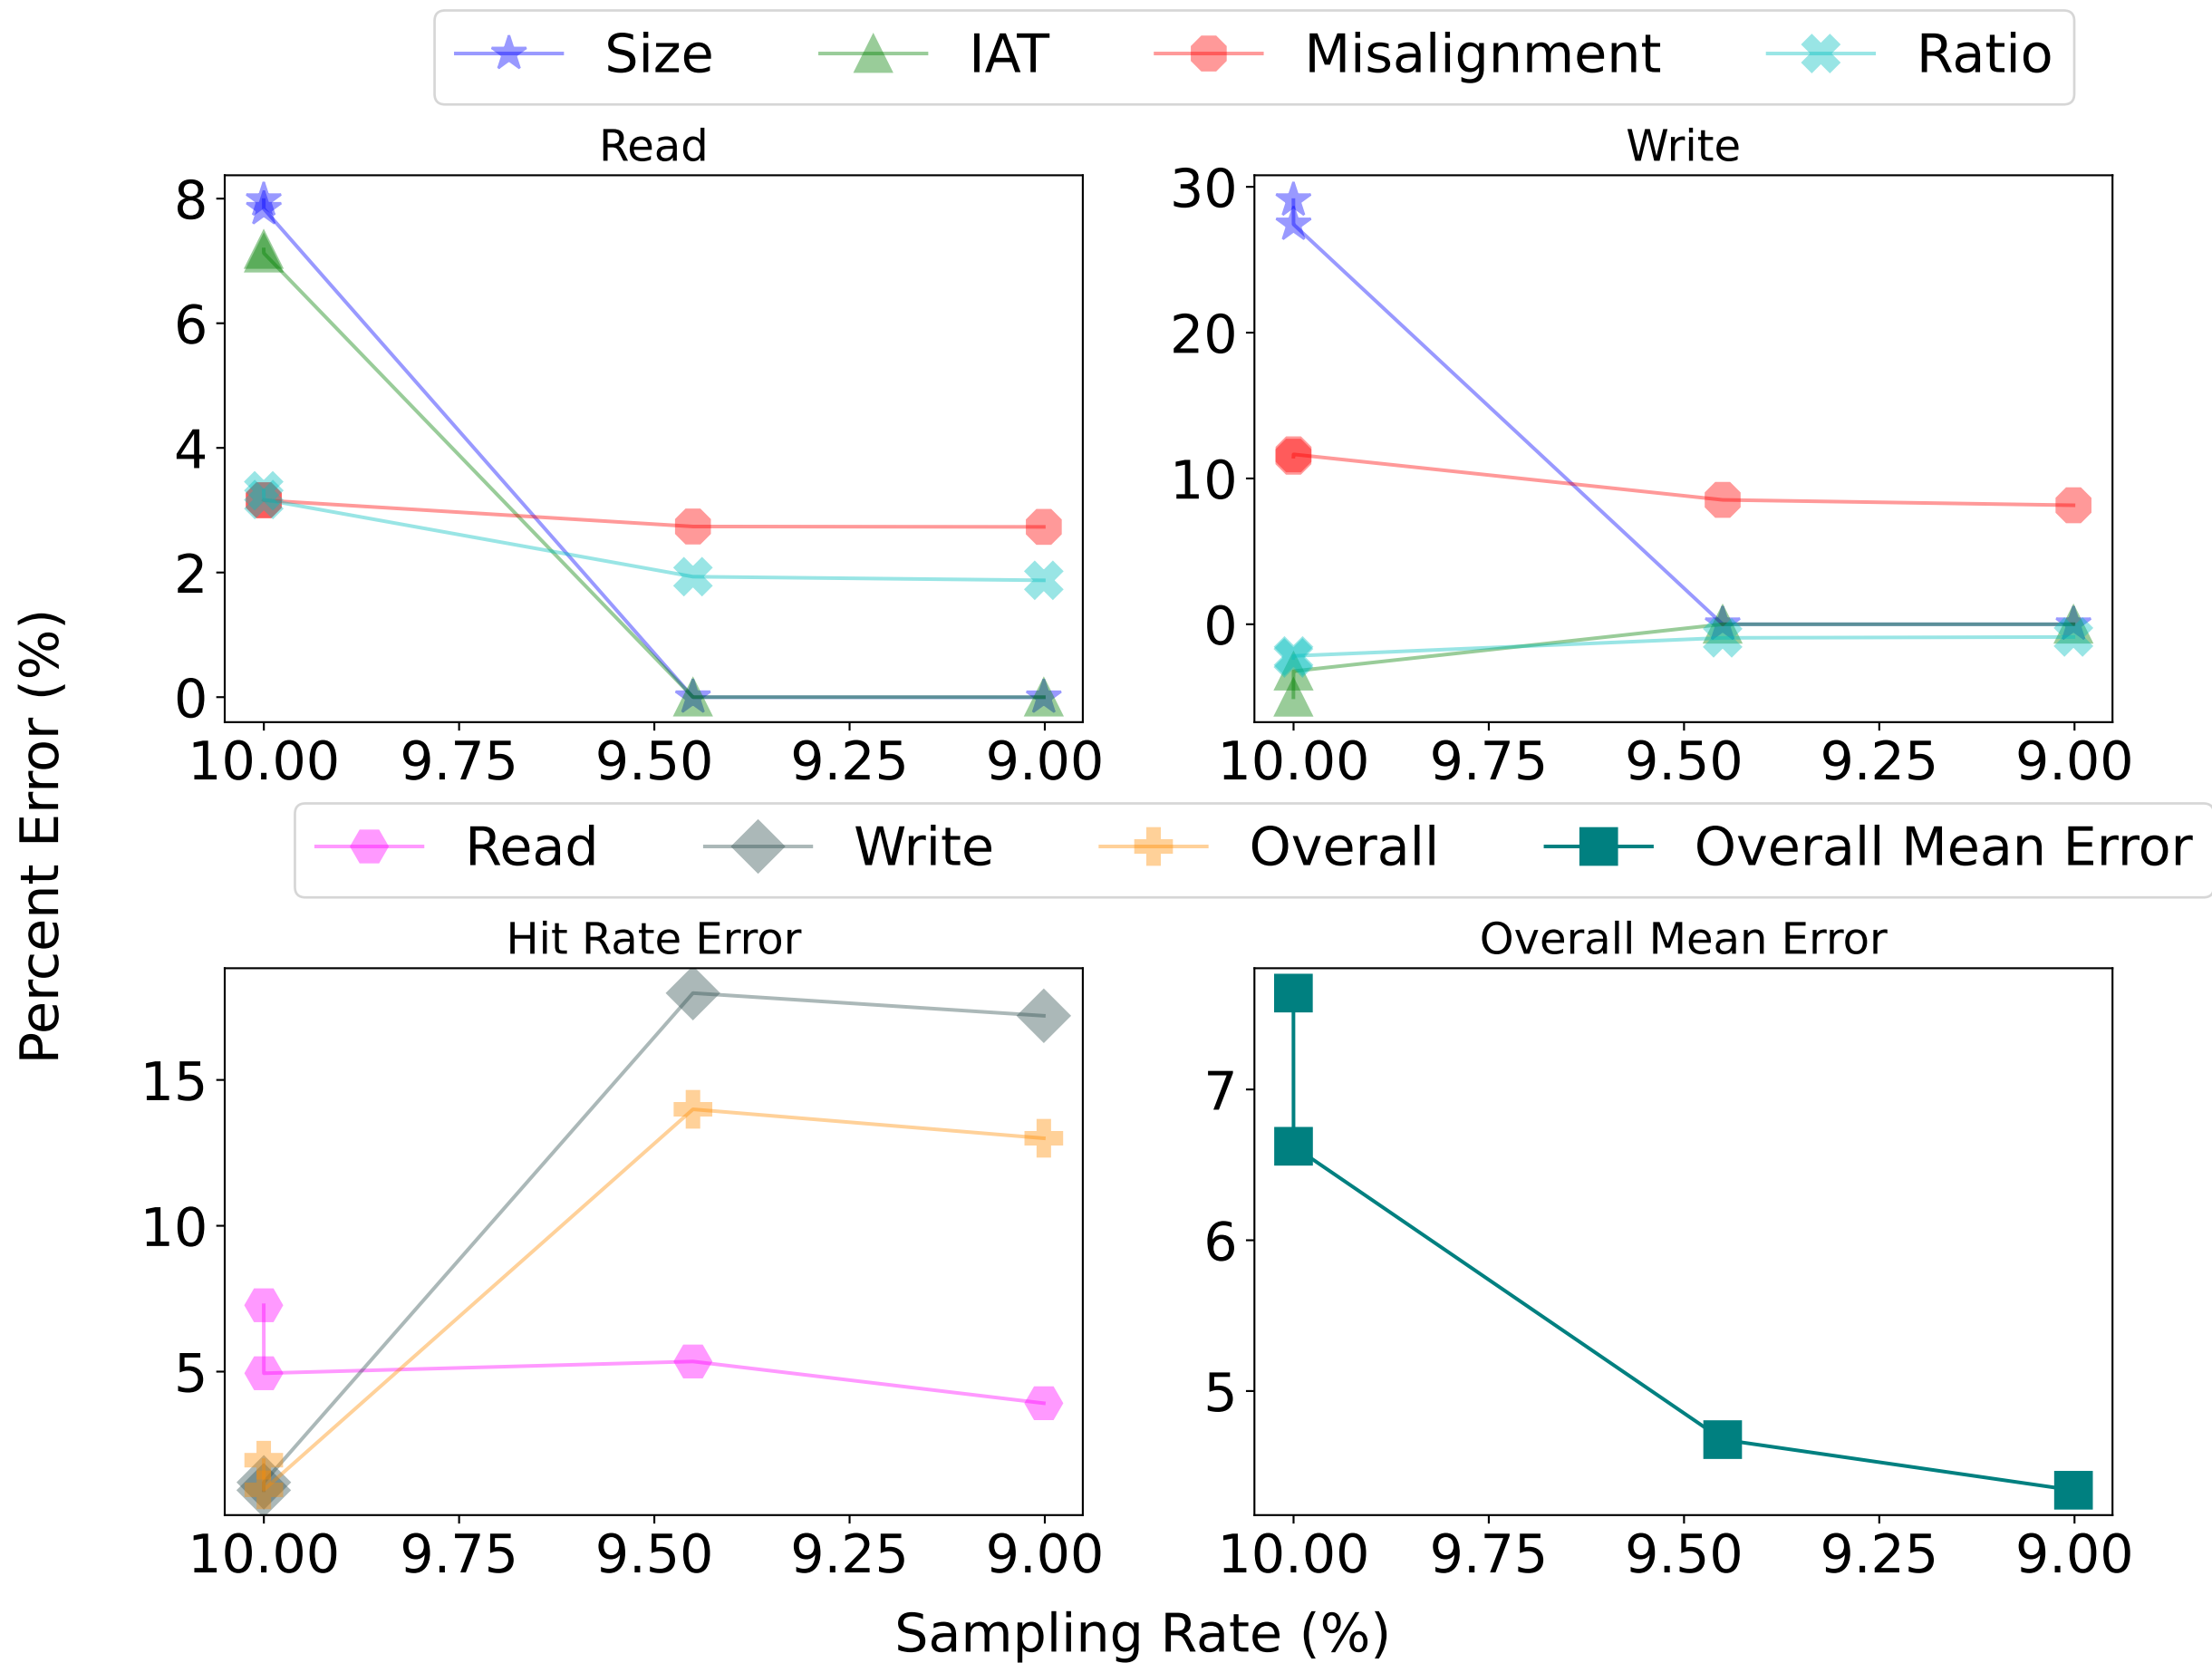 Size IAT Misalignment Ratio
Read
Write
8
6
4
2
0
10.00 9.75 9.50 9.25 9.00
30
20
10
0
10.00 9.75 9.50 9.25 9.00
Percent Error (%)
Read Write Overall Overall Mean Error
Hit Rate Error
Overall Mean Error
15
10
5
10.00 9.75 9.50 9.25 9.00
7
6
5
10.00 9.75 9.50 9.25 9.00
Sampling Rate (%)